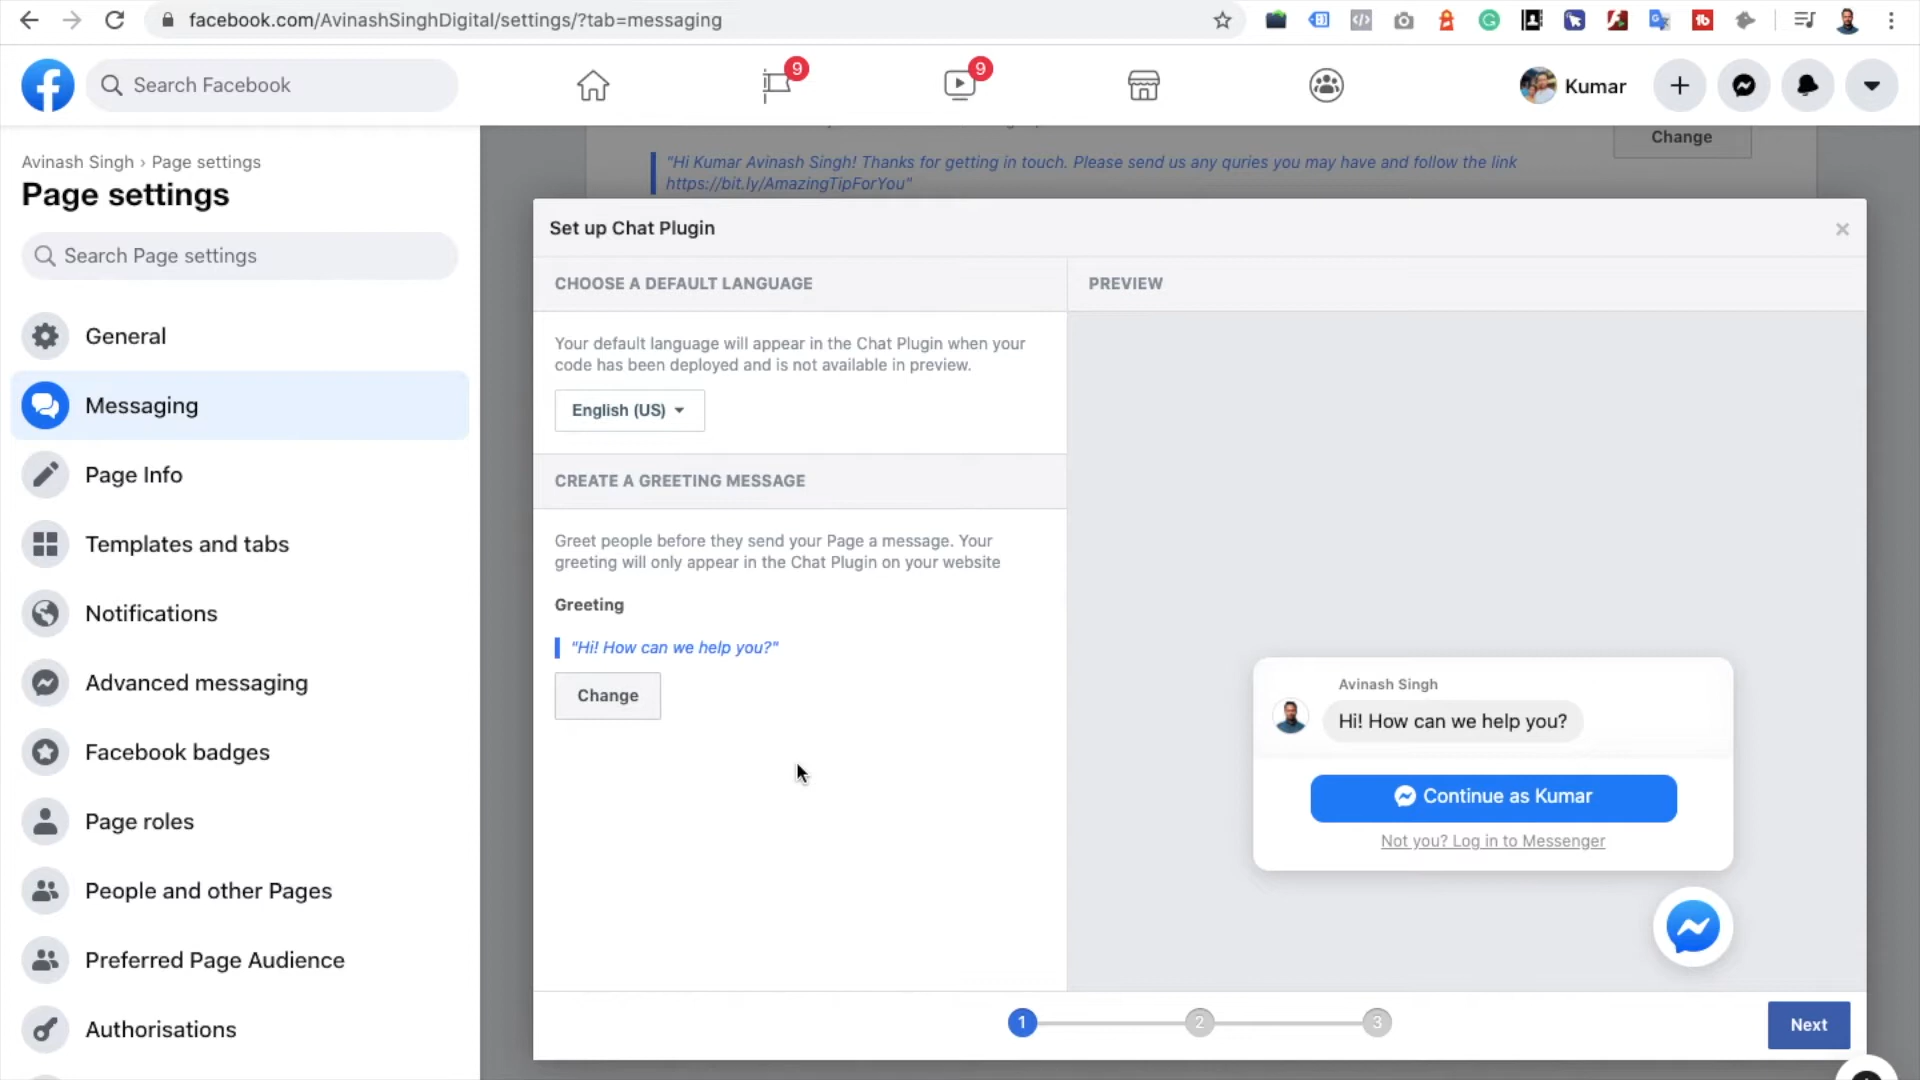 facebook.com/AvinashSinghDigital/settings/?tab=messaging
Search Facebook
9
9
Kumar
Avinash Singh › Page settings
Page settings
Search Page settings
General
Messaging
Page Info
Templates and tabs
Notifications
Advanced messaging
Facebook badges
Page roles
People and other Pages
Preferred Page Audience
Authorisations
"Hi Kumar Avinash Singh! Thanks for getting in touch. Please send us any quries you may have and follow the link
https://bit.ly/AmazingTipForYou"
Change
Set up Chat Plugin
×
CHOOSE A DEFAULT LANGUAGE
Your default language will appear in the Chat Plugin when your
code has been deployed and is not available in preview.
English (US)
CREATE A GREETING MESSAGE
Greet people before they send your Page a message. Your
greeting will only appear in the Chat Plugin on your website
Greeting
"Hi! How can we help you?"
Change
PREVIEW
Avinash Singh
Hi! How can we help you?
Continue as Kumar
Not you? Log in to Messenger
1
2
3
Next